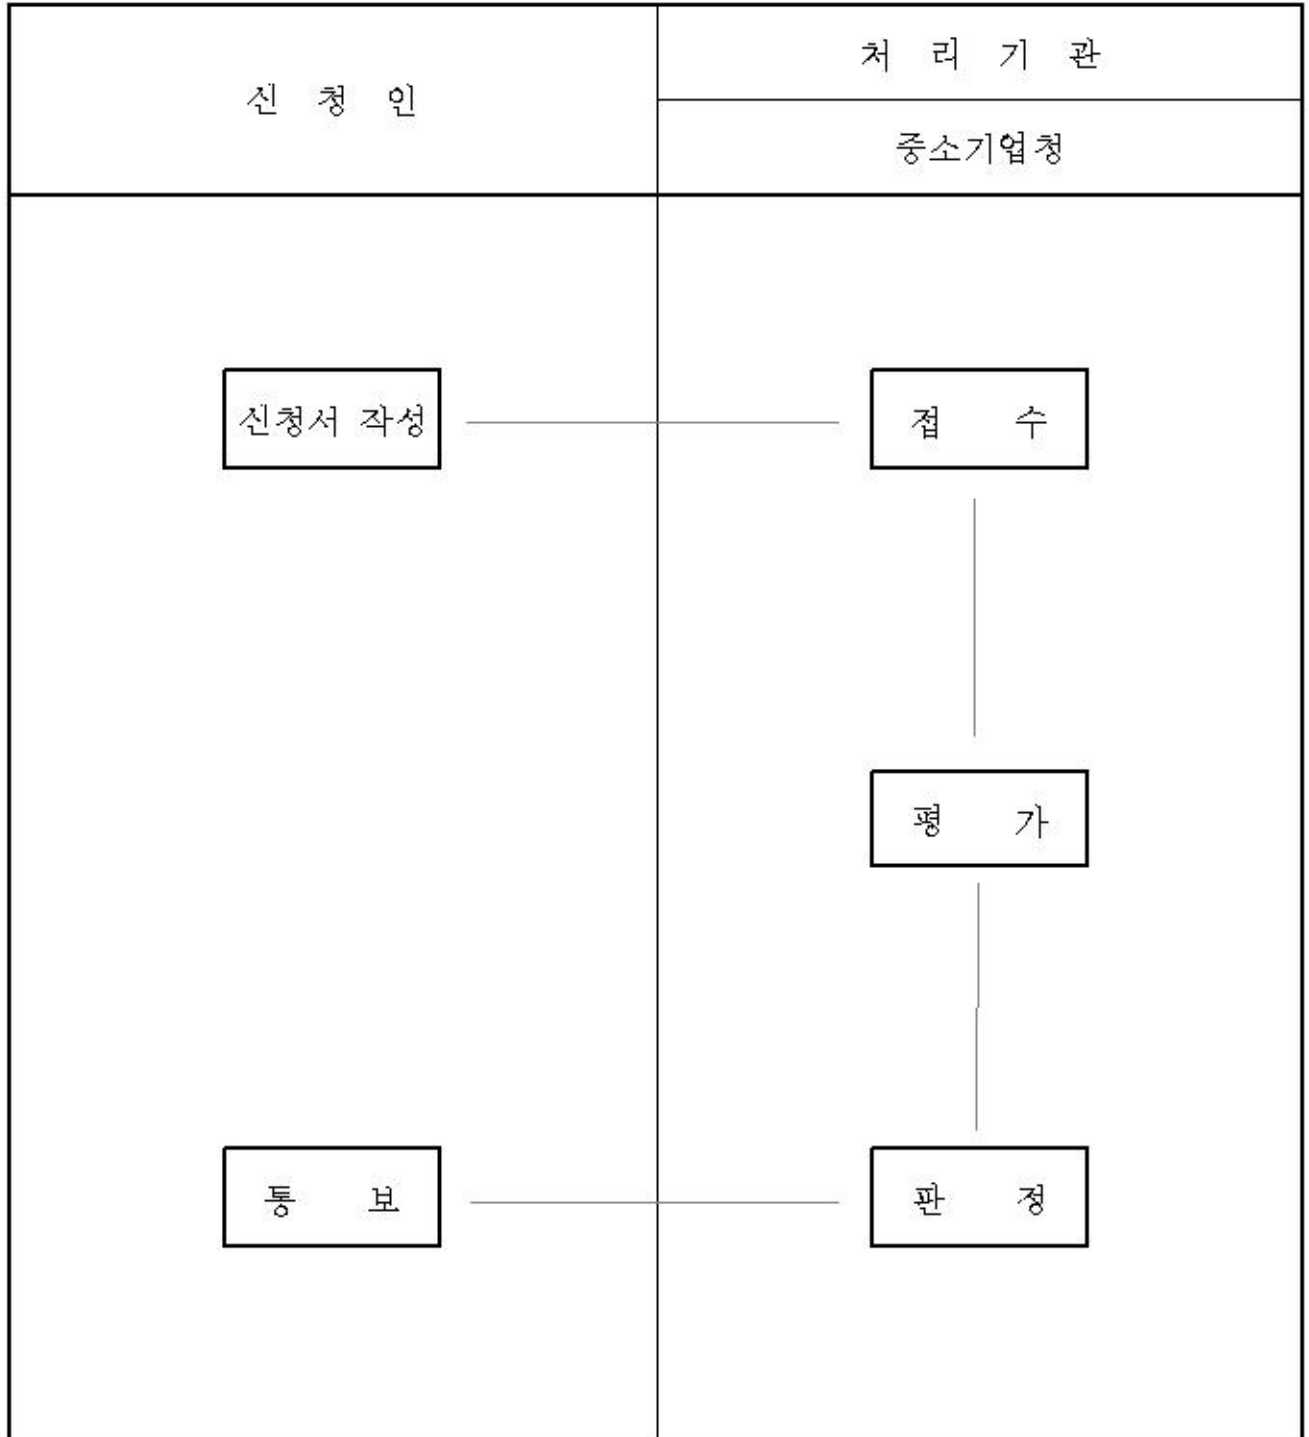 신 청 인
처 리 기 관
중소기업청
신청서 작성
접 수
평 가
통 보
판 정